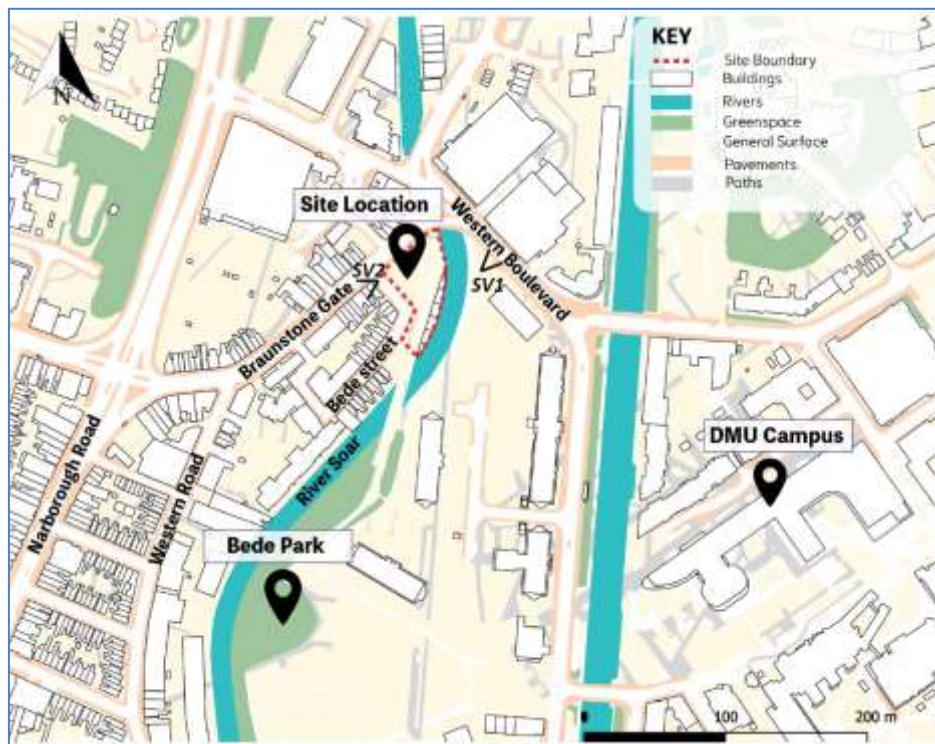 N
KEY
Site Boundary
Buildings
Rivers
Greenspace
General Surface
Pavements
Paths
Site Location
Western Boulevard
SV2
SV1
Braunstone Gate
Bede street
Narborough Road
Western Road
River Soar
DMU Campus
Bede Park
0 100 200 m